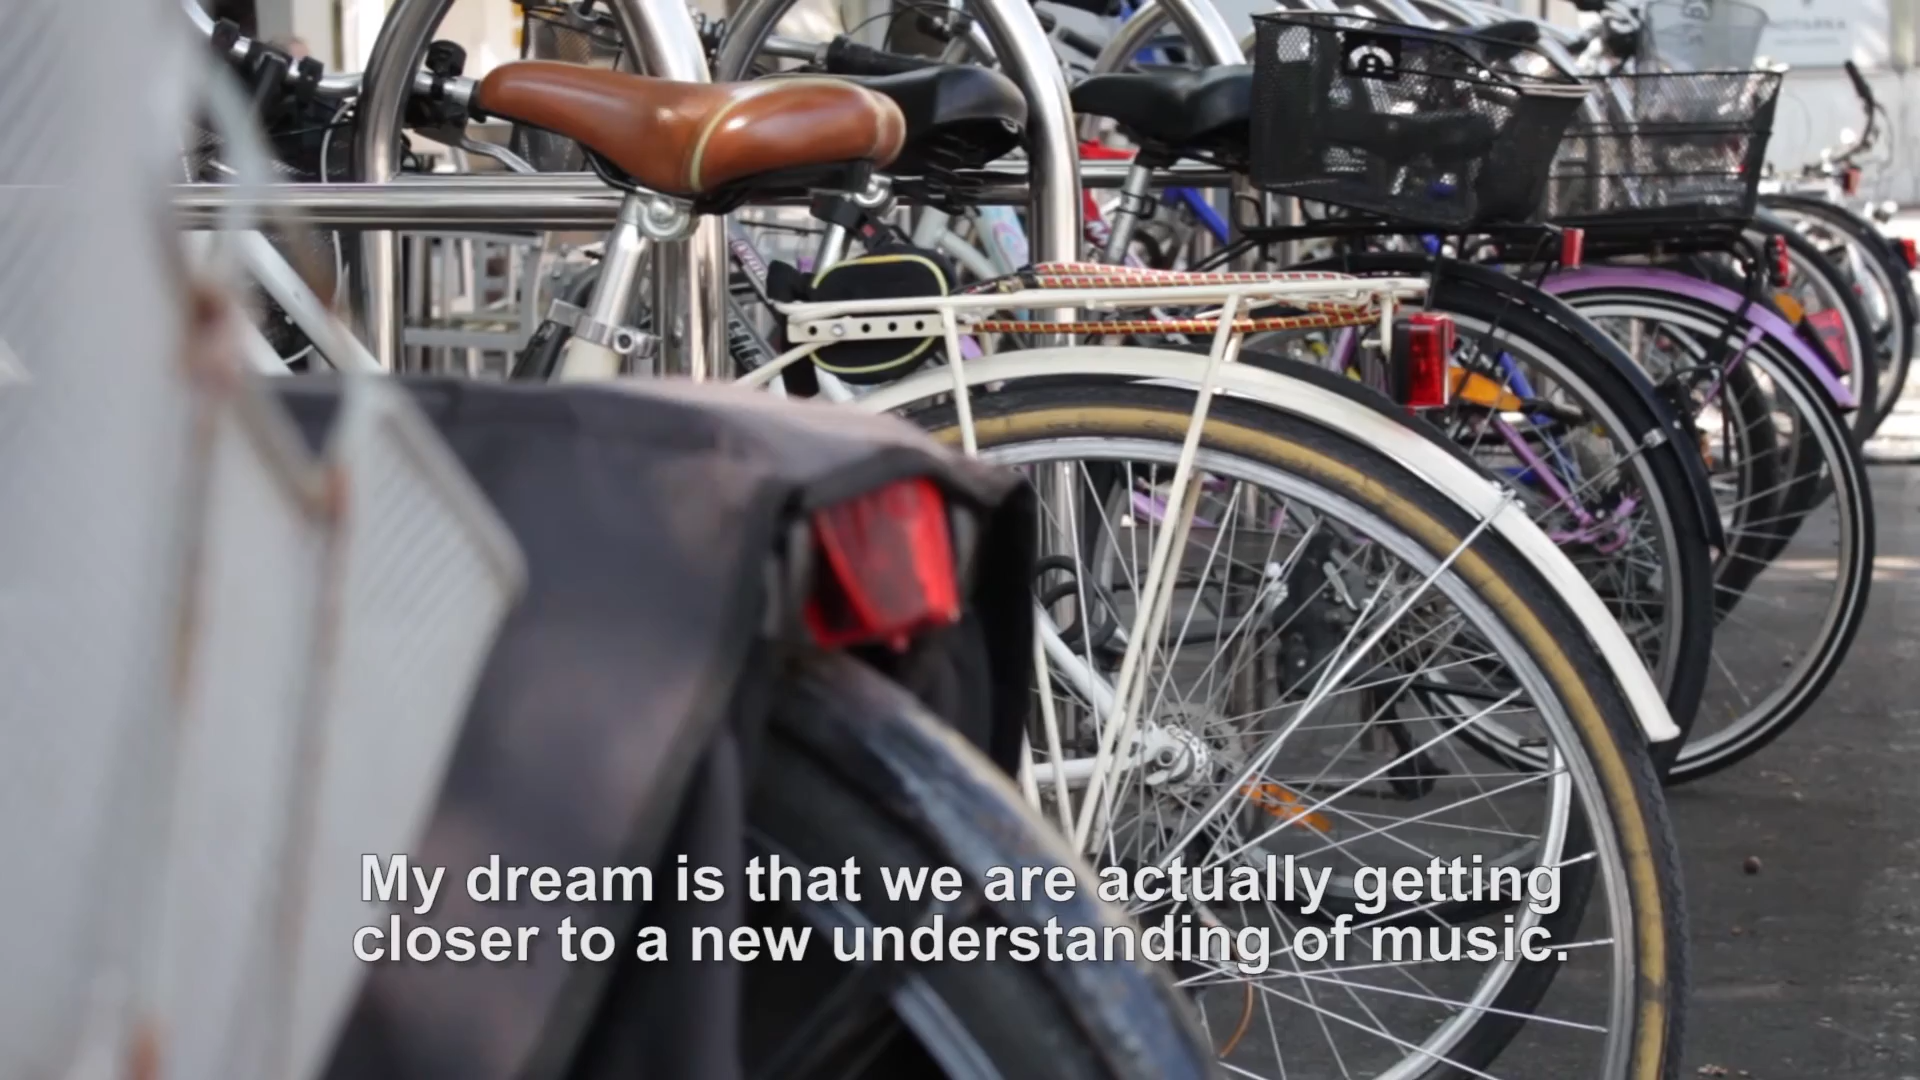 My dream is that we are actually getting
closer to a new understanding of music.